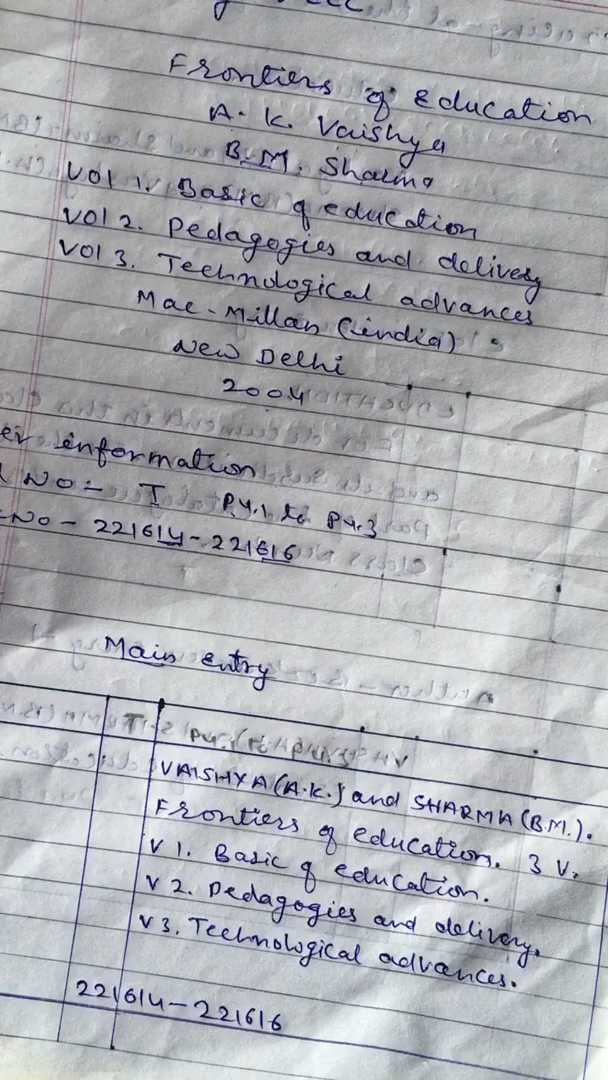 Frontiers of education
A. K. Vaishya
B.M. Sharma
Vol 1. Basic of education
Vol 2. Pedagogies and delivery
Vol 3. Technological advances
Mac-Millan (india)
New Delhi
2004
er information
No:- I P4.1 to P4.3
No - 221614-221616
Main entry
I P4.1
VAISHYA (A.K.) and SHARMA (B.M.).
Frontiers of education. 3 V.
V 1. Basic of education.
V 2. Pedagogies and delivery.
V 3. Technological advances.
221614-221616